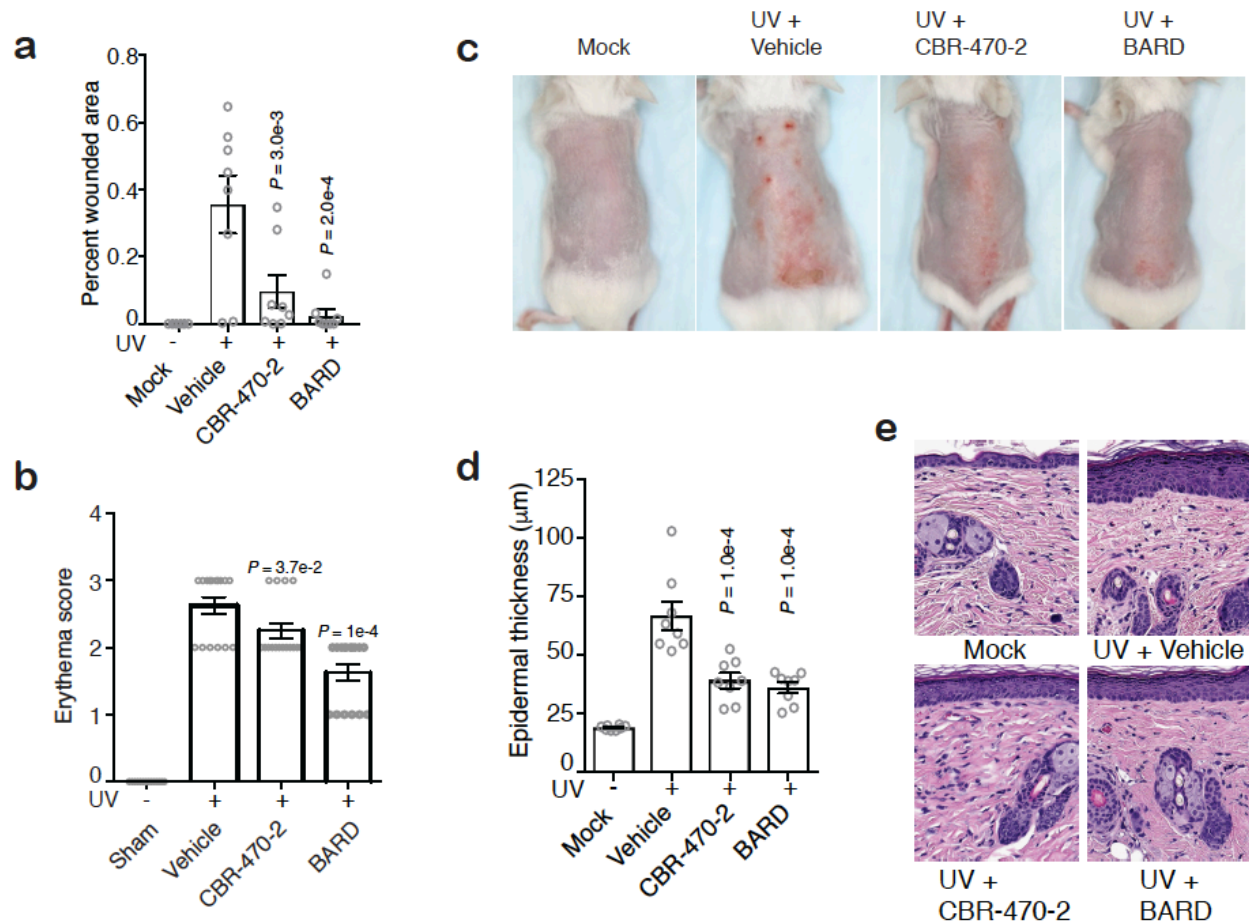 a
Percent wounded area
0.8
0.6
0.4
0.2
0
P = 3.0e-3
P = 2.0e-4
UV - + + +
Mock
Vehicle
CBR-470-2
BARD
c
Mock
UV +
Vehicle
UV +
CBR-470-2
UV +
BARD
b
Erythema score
4
3
2
1
0
P = 3.7e-2
P = 1e-4
UV - + + +
Sham
Vehicle
CBR-470-2
BARD
d
Epidermal thickness (μm)
125
100
75
50
25
0
P = 1.0e-4
P = 1.0e-4
UV - + + +
Mock
Vehicle
CBR-470-2
BARD
e
Mock
UV + Vehicle
UV +
CBR-470-2
UV +
BARD